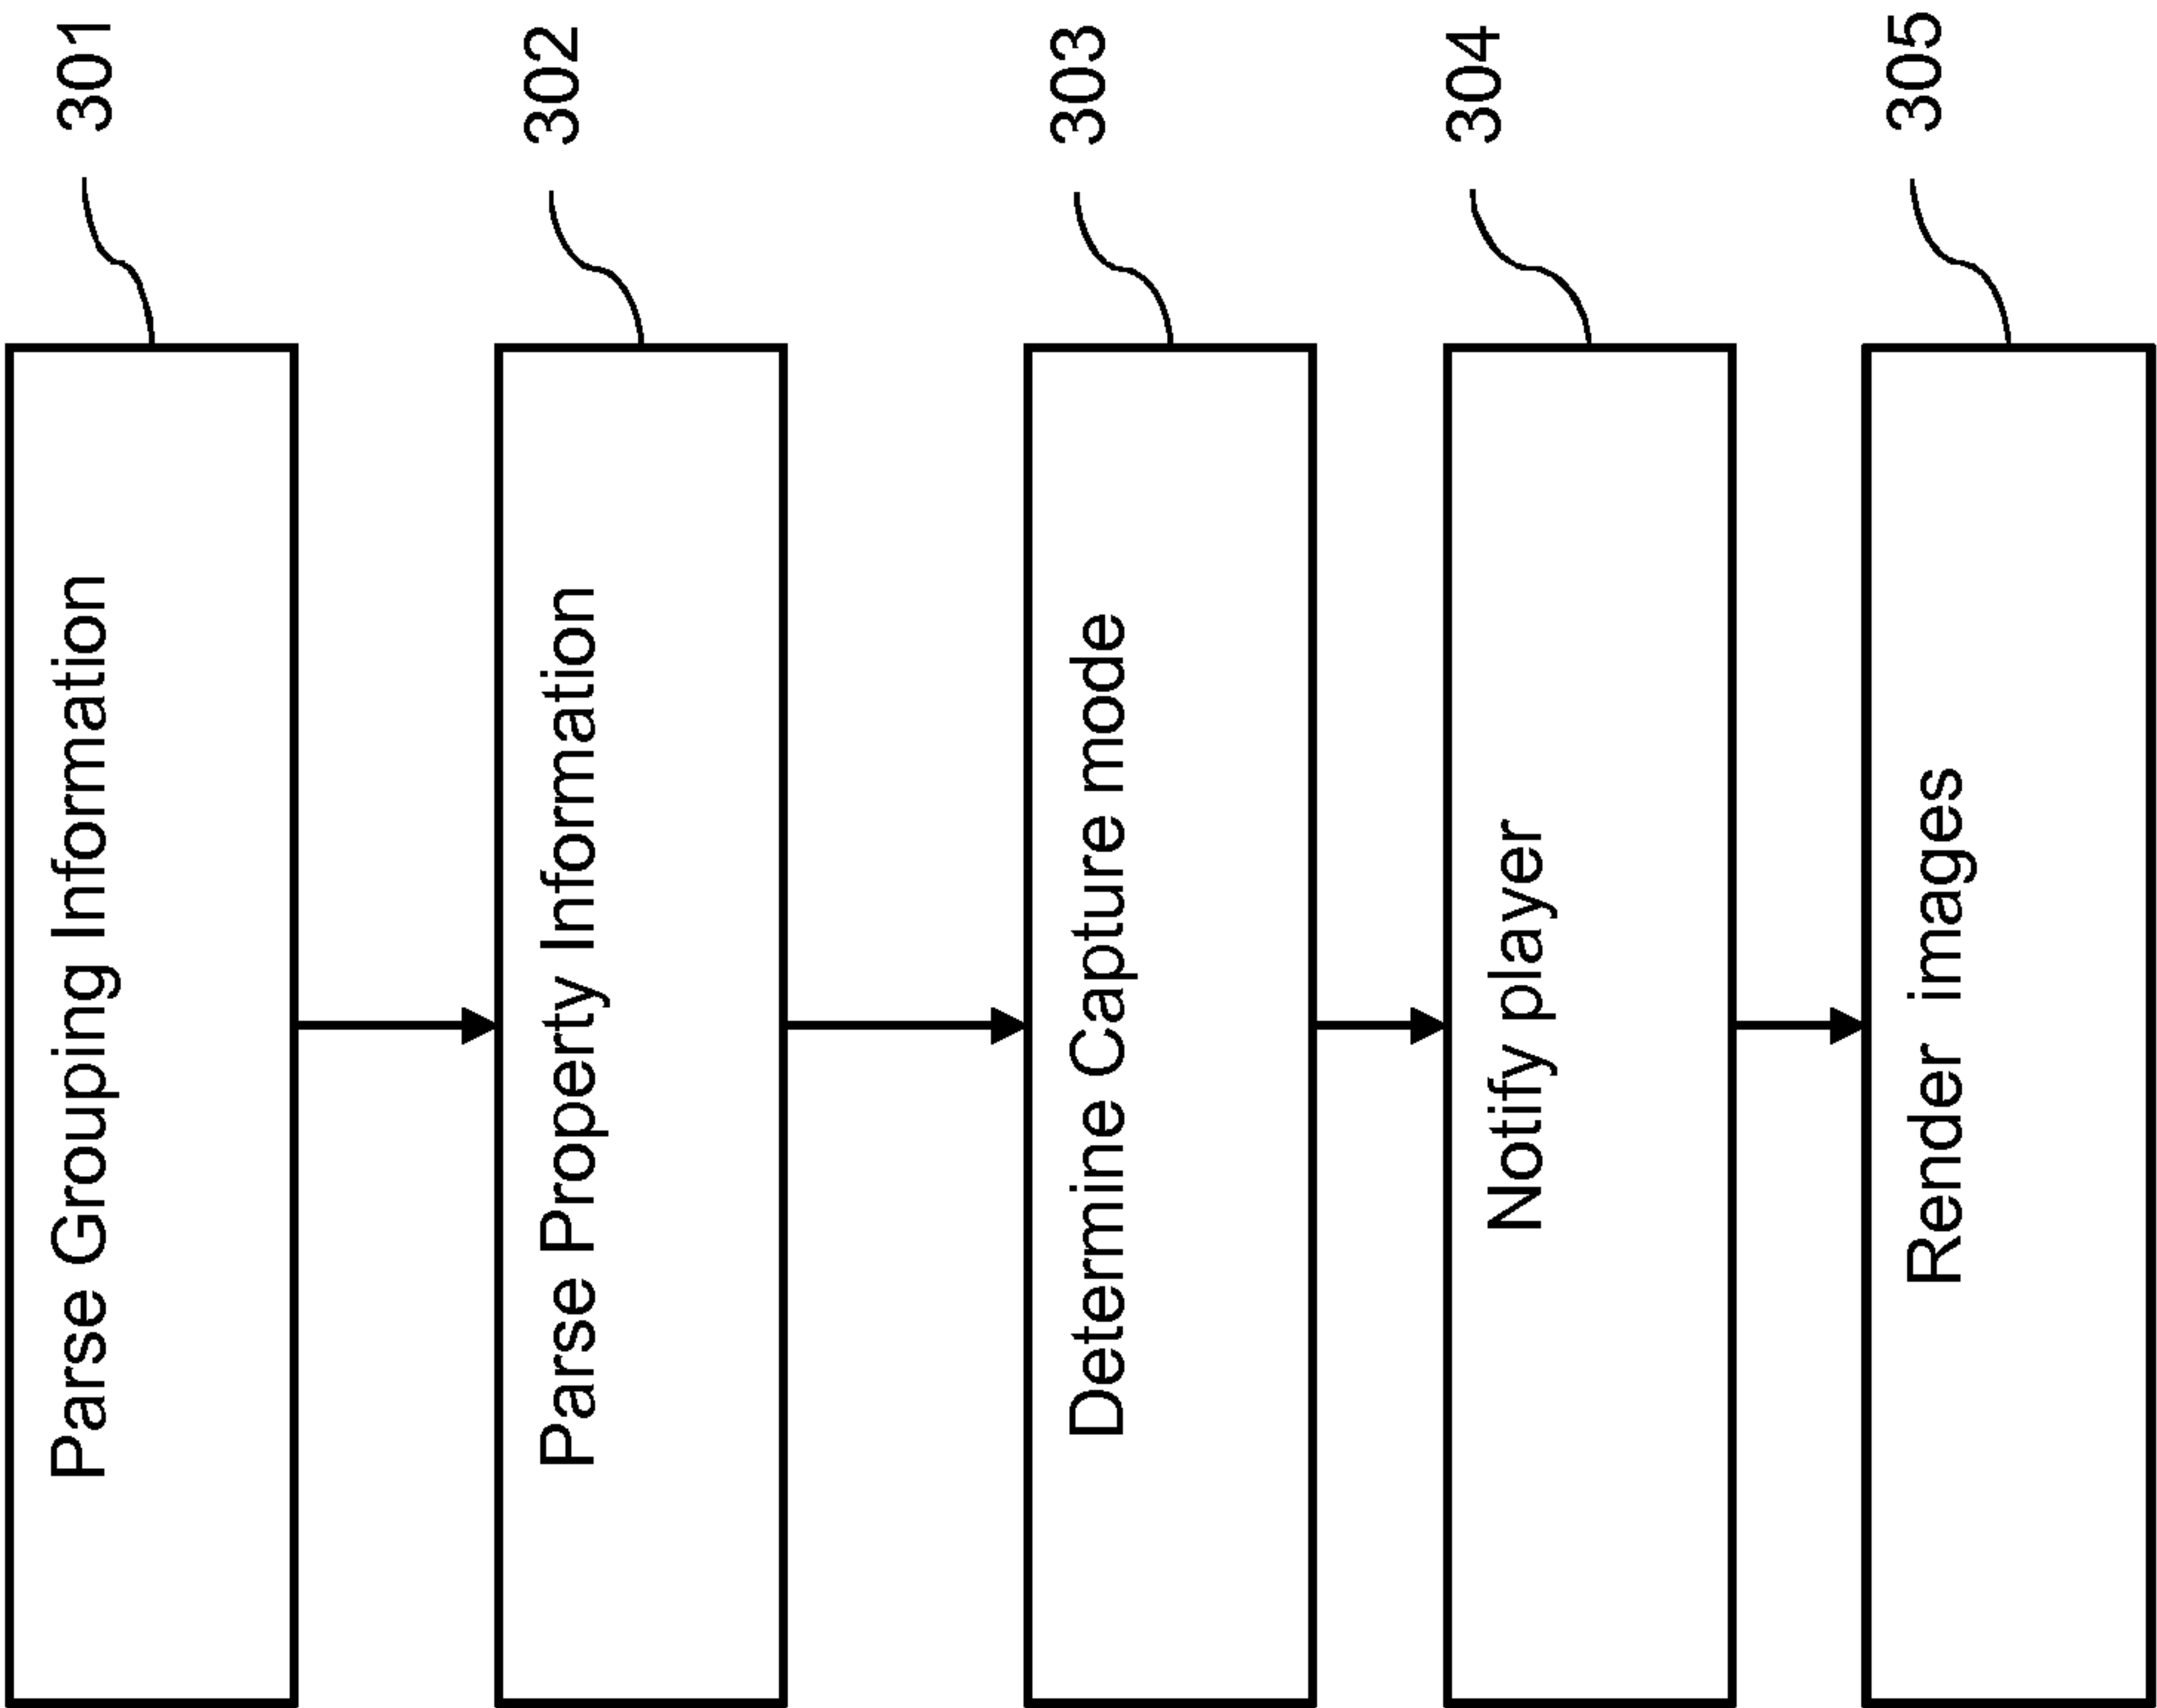 Parse Grouping Information
301
Parse Property Information
302
Determine Capture mode
303
Notify player
304
Render images
305